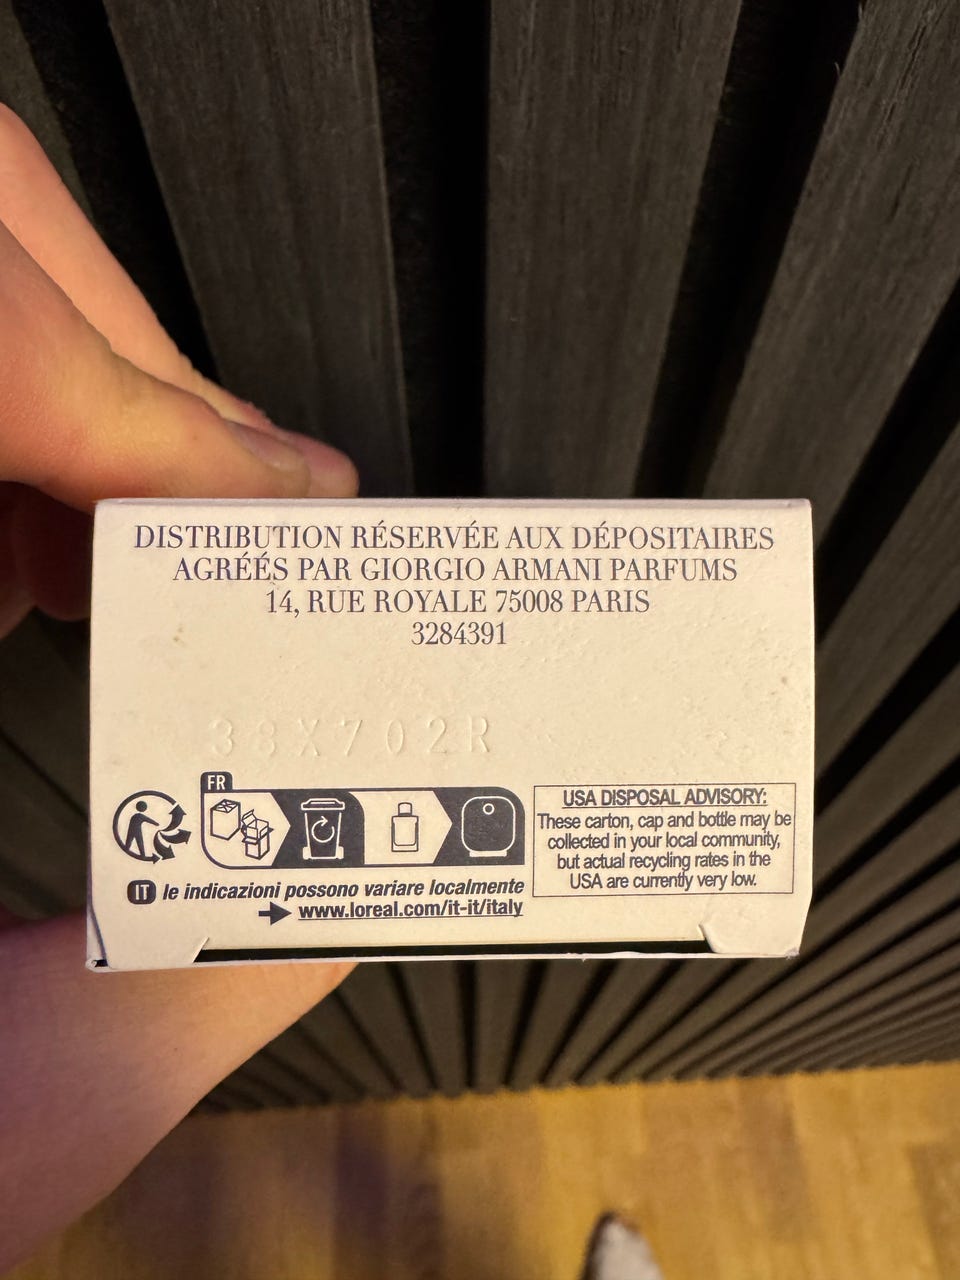 DISTRIBUTION RÉSERVÉE AUX DÉPOSITAIRES
AGRÉÉS PAR GIORGIO ARMANI PARFUMS
14, RUE ROYALE 75008 PARIS
3284391
38X702R
FR
USA DISPOSAL ADVISORY:
These carton, cap and bottle may be
collected in your local community,
but actual recycling rates in the
USA are currently very low.
IT le indicazioni possono variare localmente
www.loreal.com/it-it/italy